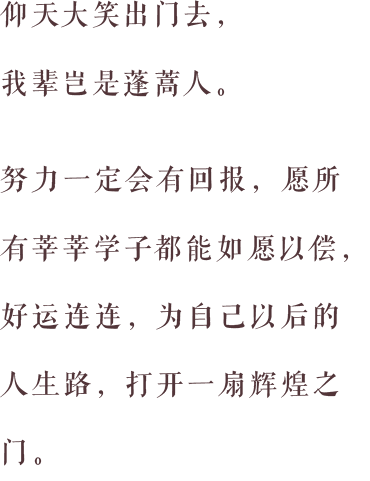 仰天大笑出门去，
我辈岂是蓬蒿人。
努力一定会有回报，愿所
有莘莘学子都能如愿以偿，
好运连连，为自己以后的
人生路，打开一扇辉煌之
门。